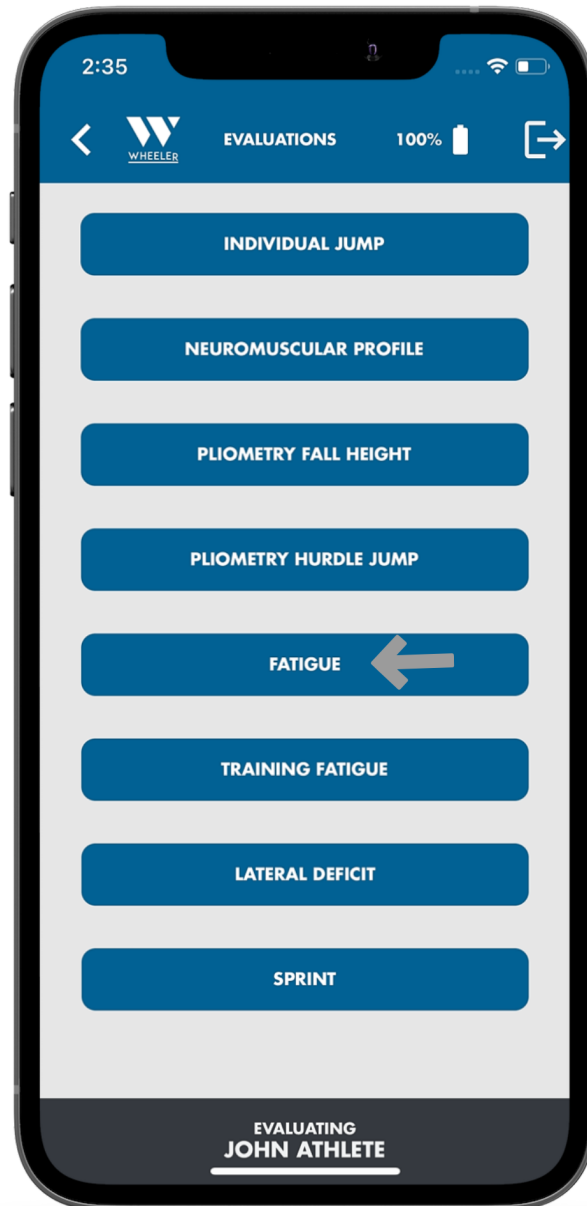 2:35
WHEELER
EVALUATIONS
100%
INDIVIDUAL JUMP
NEUROMUSCULAR PROFILE
PLIOMETRY FALL HEIGHT
PLIOMETRY HURDLE JUMP
FATIGUE
TRAINING FATIGUE
LATERAL DEFICIT
SPRINT
EVALUATING
JOHN ATHLETE